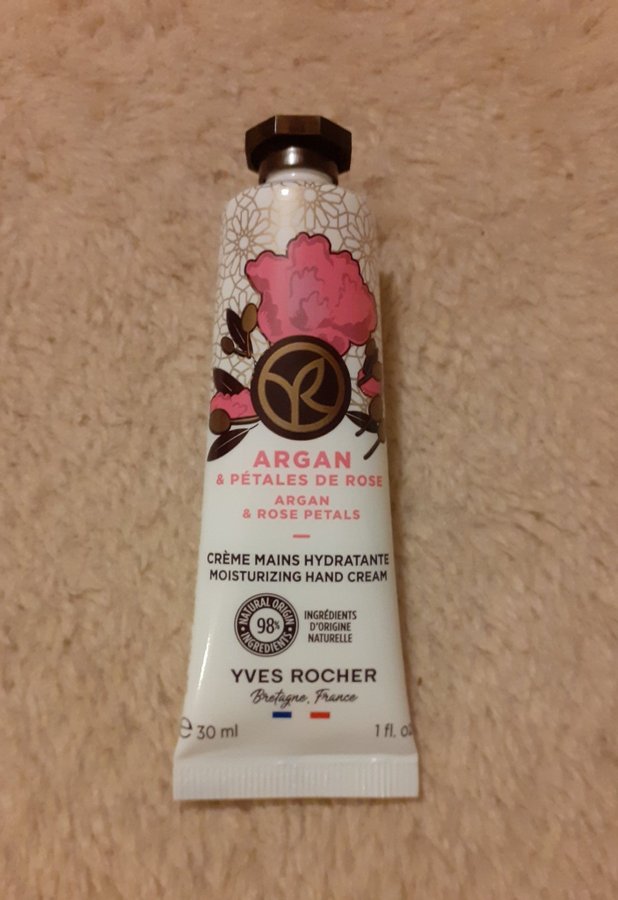 ARGAN
& PÉTALES DE ROSE
ARGAN
& ROSE PETALS
CRÈME MAINS HYDRATANTE
MOISTURIZING HAND CREAM
NATURAL ORIGIN
98%
INGREDIENTS
INGRÉDIENTS
D'ORIGINE
NATURELLE
YVES ROCHER
Bretagne, France
e 30 ml 1 fl. oz